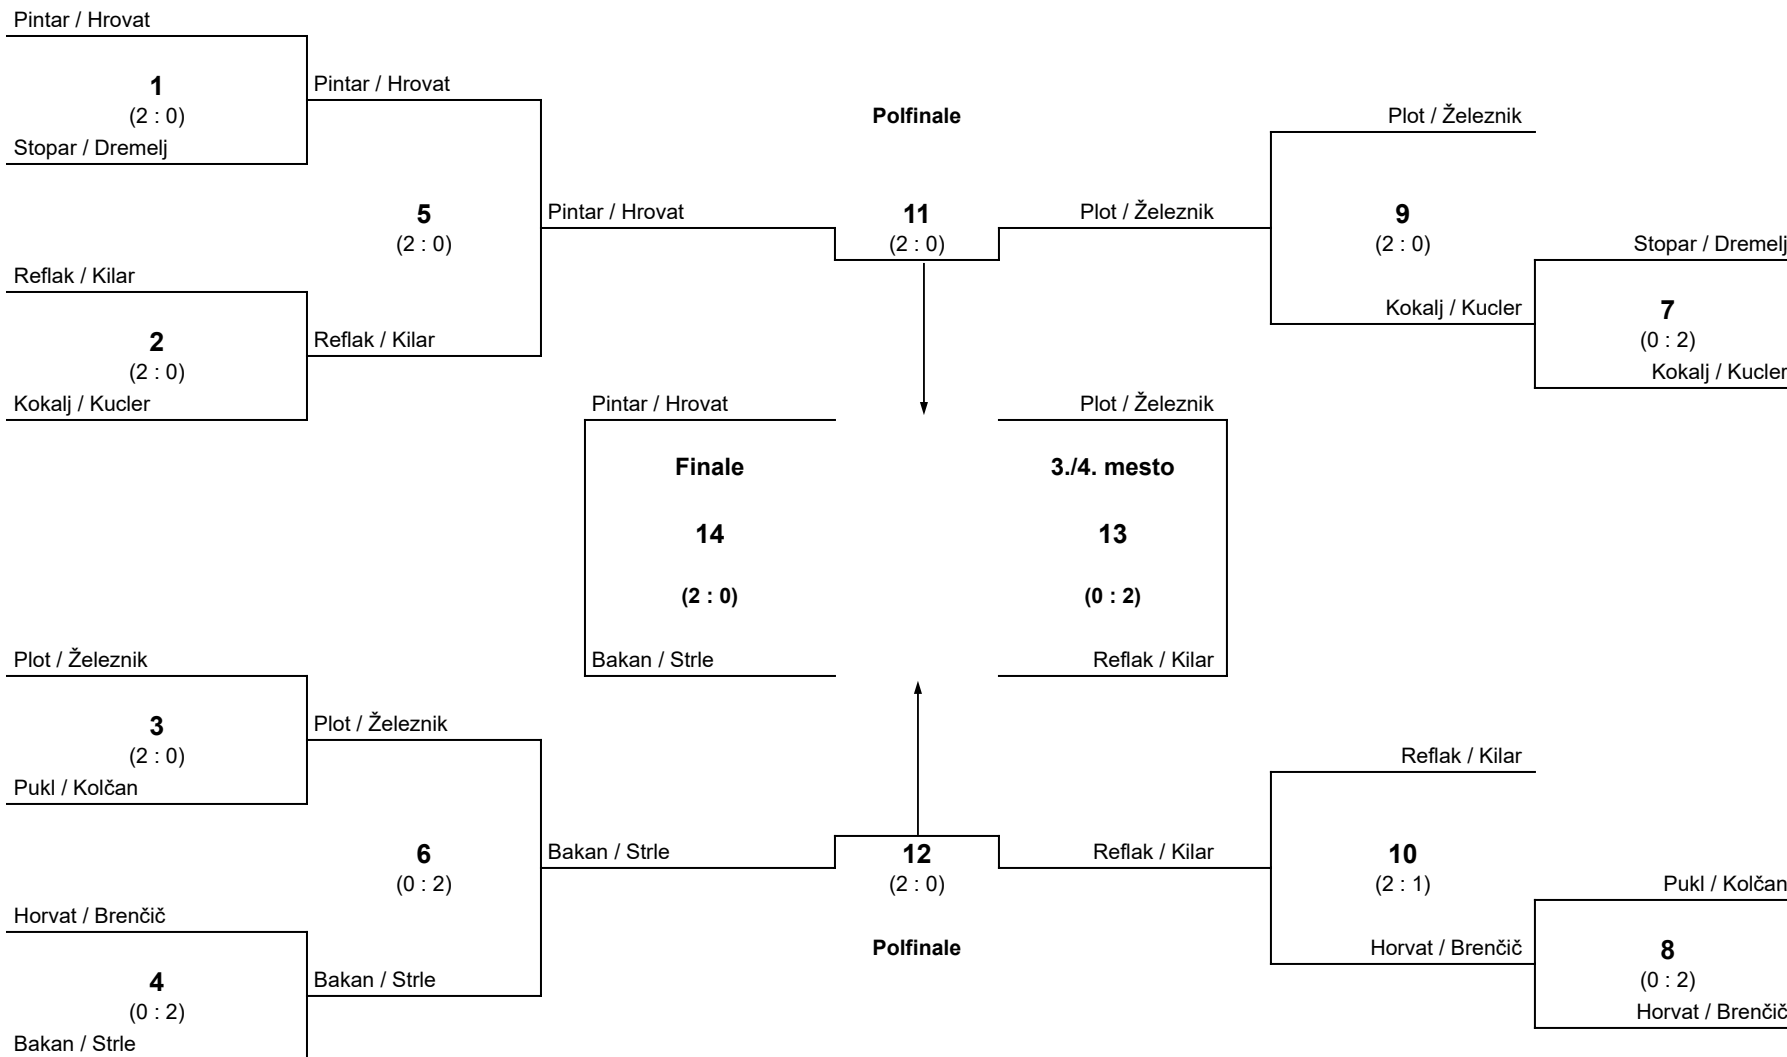 Pintar / Hrovat
1
(2 : 0)
Stopar / Dremelj
Pintar / Hrovat
Reflak / Kilar
2
(2 : 0)
Kokalj / Kucler
Reflak / Kilar
5
(2 : 0)
Pintar / Hrovat
Polfinale
11
(2 : 0)
Plot / Železnik
Plot / Železnik
9
(2 : 0)
Kokalj / Kucler
Stopar / Dremelj
7
(0 : 2)
Kokalj / Kucler
Pintar / Hrovat
Finale
14
(2 : 0)
Bakan / Strle
Plot / Železnik
3./4. mesto
13
(0 : 2)
Reflak / Kilar
Plot / Železnik
3
(2 : 0)
Pukl / Kolčan
Plot / Železnik
Horvat / Brenčič
4
(0 : 2)
Bakan / Strle
Bakan / Strle
6
(0 : 2)
Bakan / Strle
12
(2 : 0)
Polfinale
Reflak / Kilar
Reflak / Kilar
10
(2 : 1)
Horvat / Brenčič
Pukl / Kolčan
8
(0 : 2)
Horvat / Brenčič